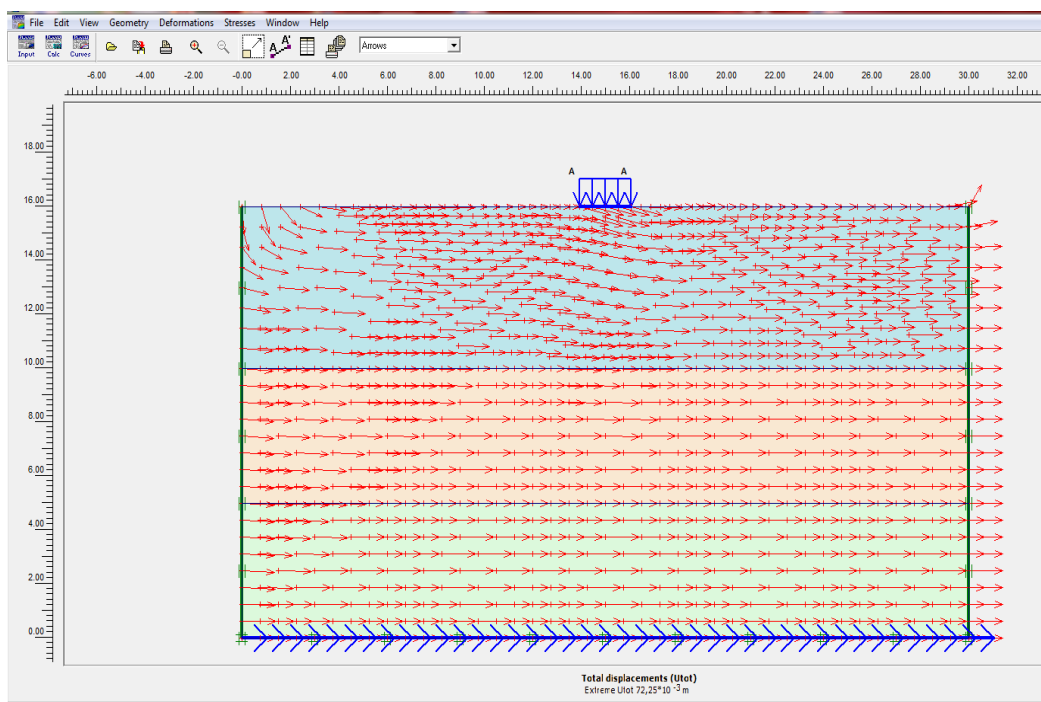 File Edit View Geometry Deformations Stresses Window Help
Input Calc Curves A A' Arrows
-6.00 -4.00 -2.00 -0.00 2.00 4.00 6.00 8.00 10.00 12.00 14.00 16.00 18.00 20.00 22.00 24.00 26.00 28.00 30.00 32.00
18.00
A A
16.00
14.00
12.00
10.00
8.00
6.00
4.00
2.00
0.00
Total displacements (Utot)
Extreme Utot 72,25*10 -3 m